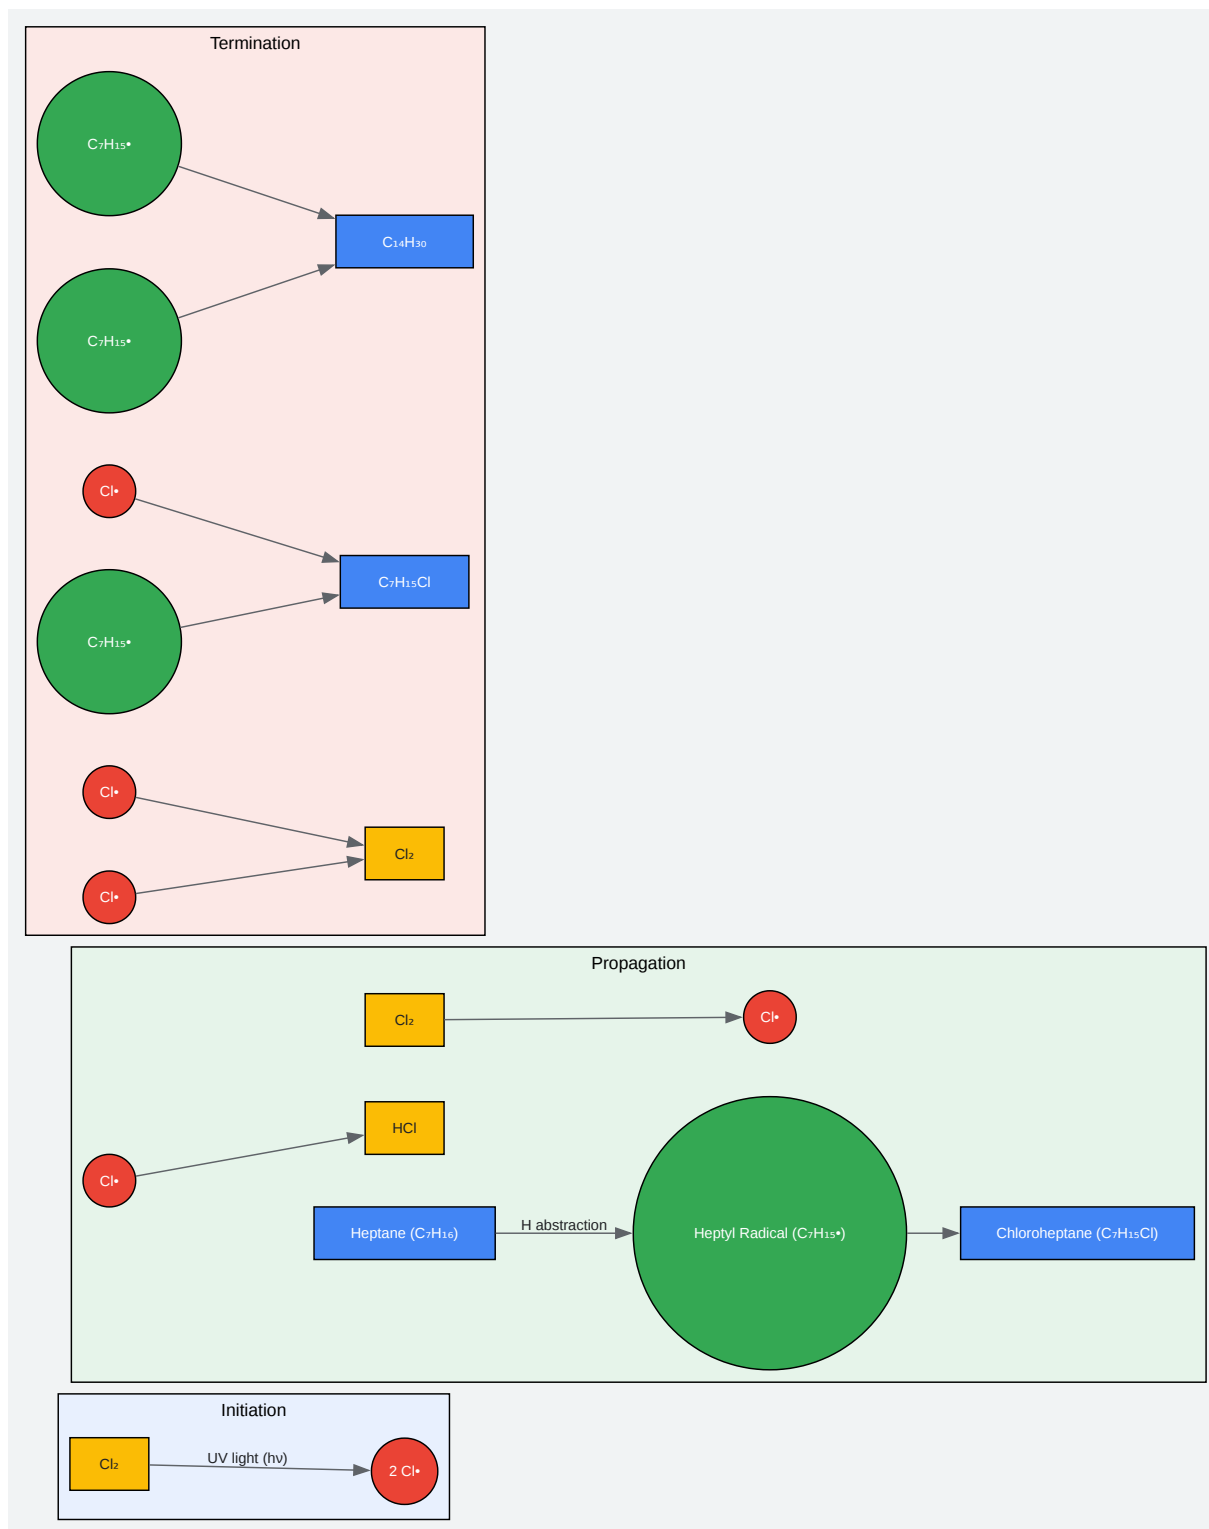 Termination
C₇H₁₅•
C₁₄H₃₀
C₇H₁₅•
Cl•
C₇H₁₅Cl
C₇H₁₅•
Cl•
Cl₂
Cl•
Propagation
Cl₂
Cl•
HCl
Cl•
Heptane (C₇H₁₆)
H abstraction
Heptyl Radical (C₇H₁₅•)
Chloroheptane (C₇H₁₅Cl)
Initiation
Cl₂
UV light (hν)
2 Cl•